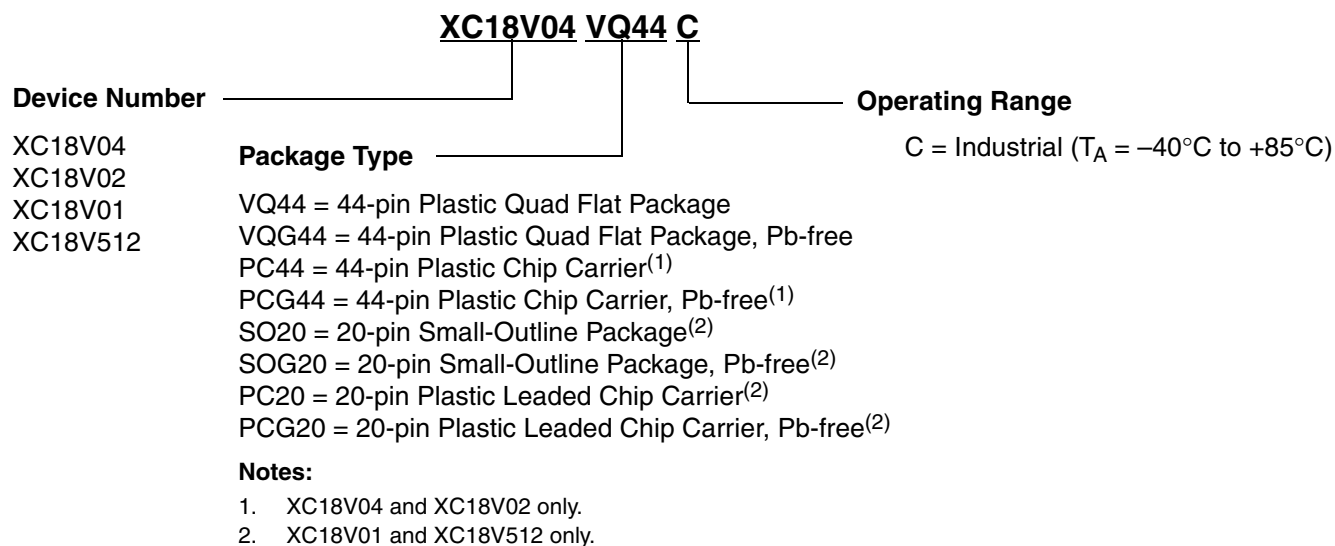 XC18V04 VQ44 C
Device Number
XC18V04
XC18V02
XC18V01
XC18V512
Package Type
VQ44 = 44-pin Plastic Quad Flat Package
VQG44 = 44-pin Plastic Quad Flat Package, Pb-free
PC44 = 44-pin Plastic Chip Carrier(1)
PCG44 = 44-pin Plastic Chip Carrier, Pb-free(1)
SO20 = 20-pin Small-Outline Package(2)
SOG20 = 20-pin Small-Outline Package, Pb-free(2)
PC20 = 20-pin Plastic Leaded Chip Carrier(2)
PCG20 = 20-pin Plastic Leaded Chip Carrier, Pb-free(2)
Notes:
1. XC18V04 and XC18V02 only.
2. XC18V01 and XC18V512 only.
Operating Range
C = Industrial (TA = –40°C to +85°C)